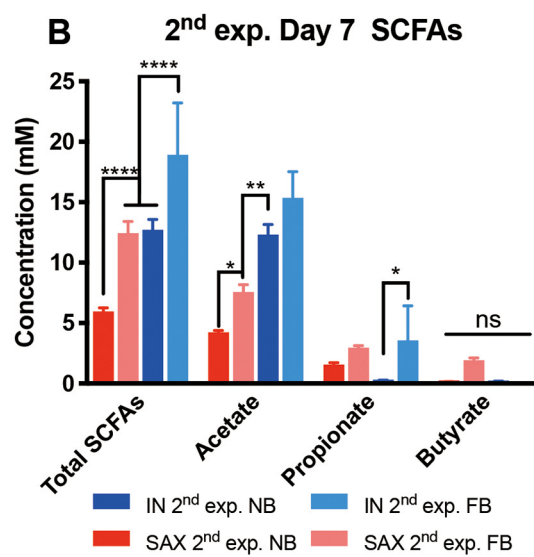 B 2nd exp. Day 7 SCFAs
Concentration (mM)
25
20
15
10
5
0
****
****
**
*
*
ns
Total SCFAs
Acetate
Propionate
Butyrate
IN 2nd exp. NB
IN 2nd exp. FB
SAX 2nd exp. NB
SAX 2nd exp. FB